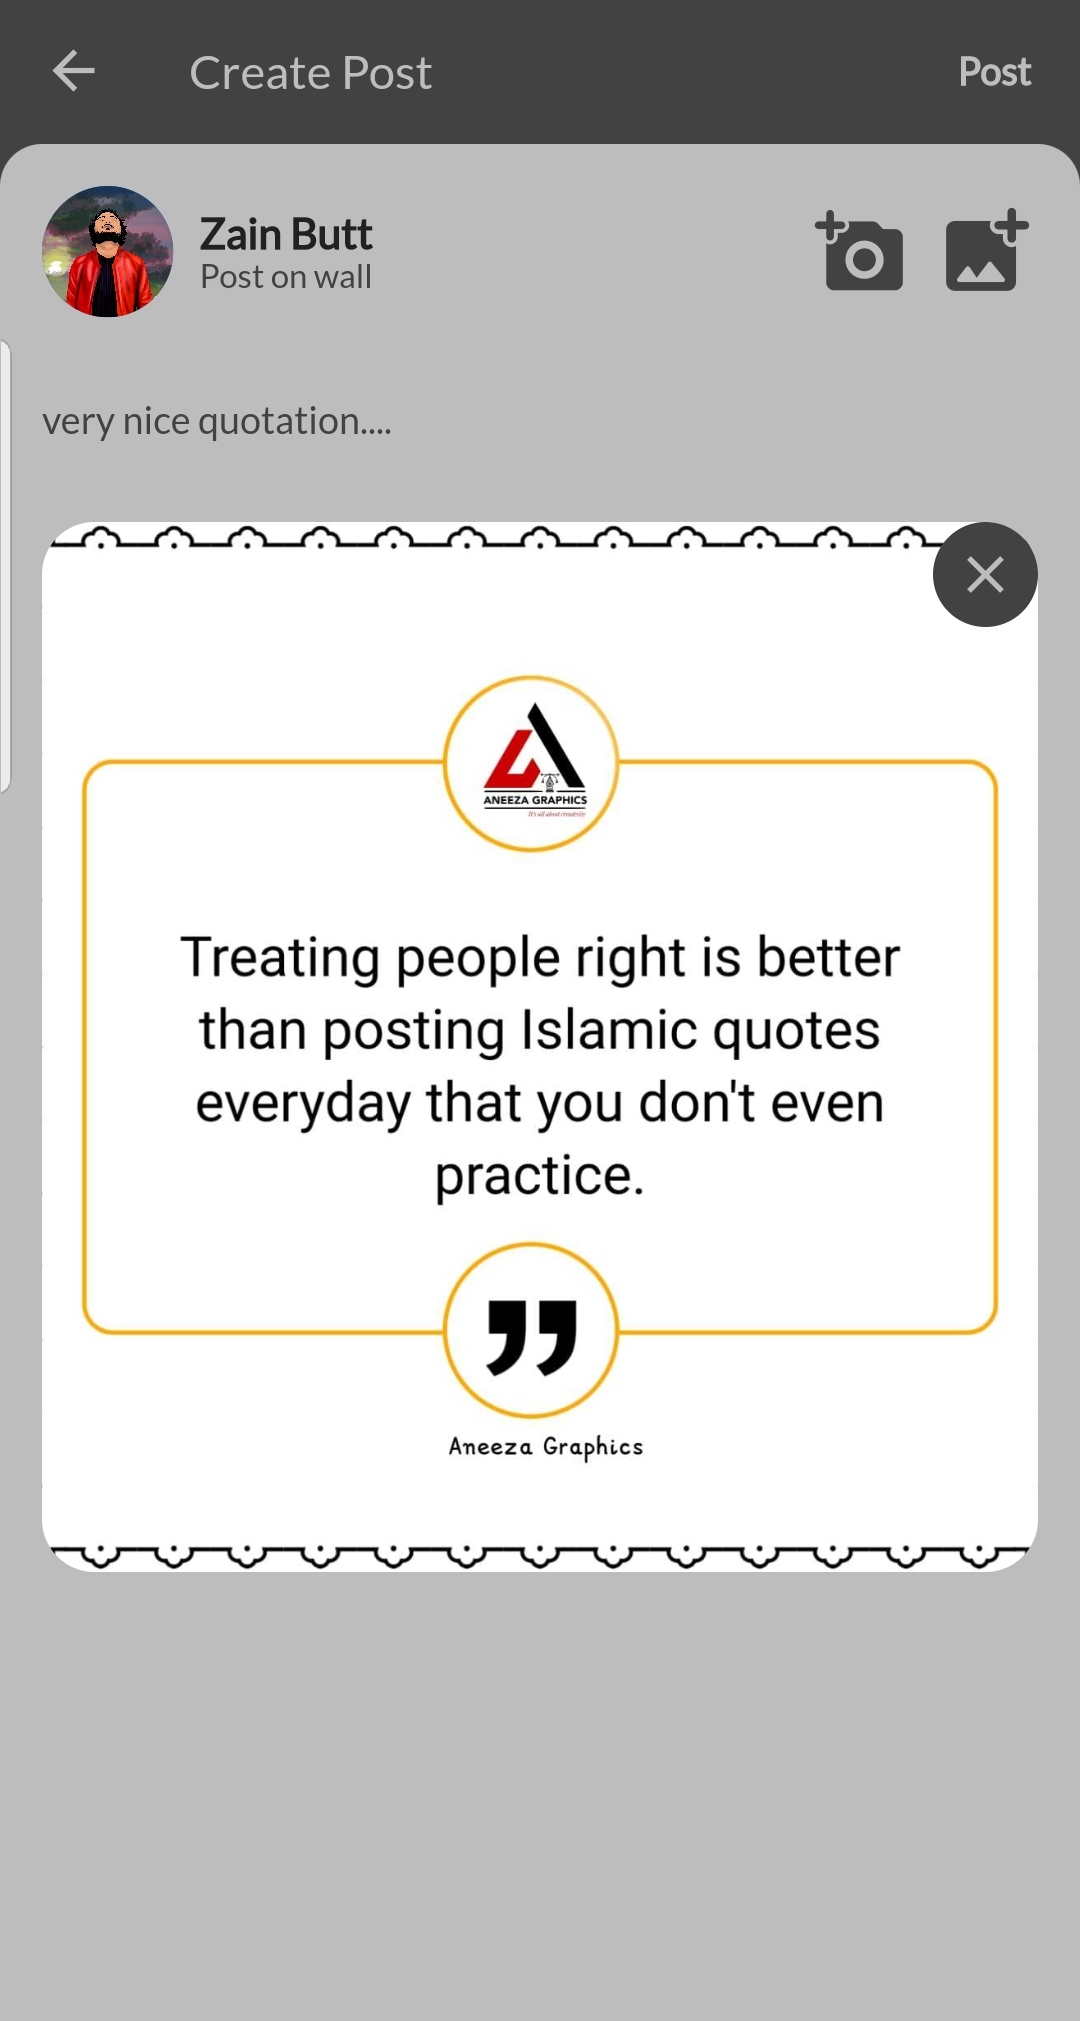 Create Post
Post
Zain Butt
Post on wall
very nice quotation....
ANEEZA GRAPHICS
It's all about creativity
Treating people right is better
than posting Islamic quotes
everyday that you don't even
practice.
”
Aneeza Graphics